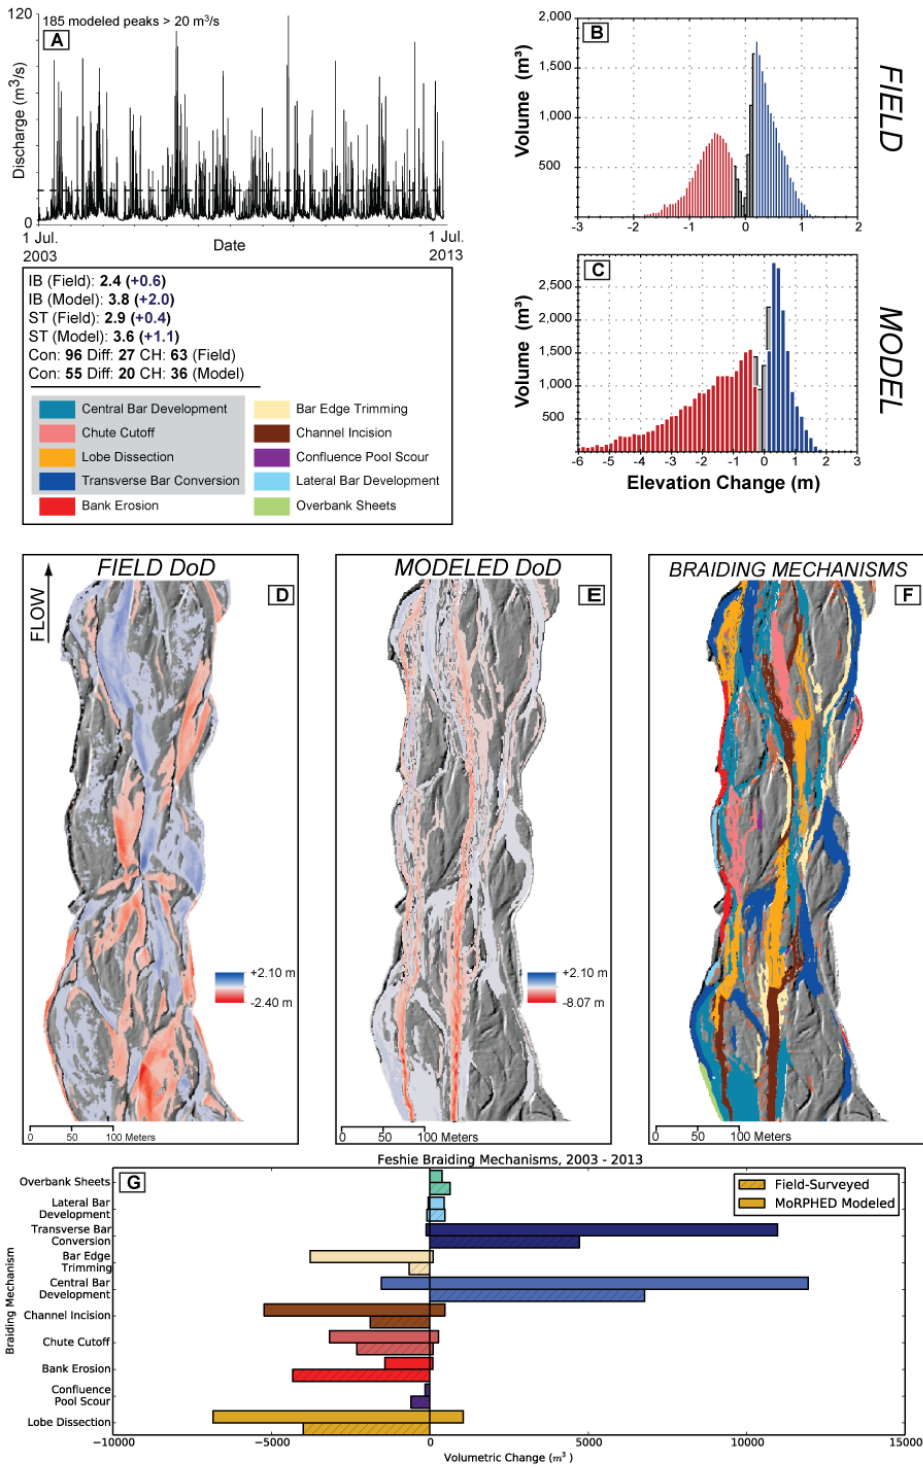 185 modeled peaks > 20 m³/s
A
120
0
Discharge (m³/s)
1 Jul.
2003
Date
1 Jul.
2013
B
2,000
1,500
1,000
500
Volume (m³)
-3
-2
-1
0
1
2
FIELD
C
2,500
2,000
1,500
1,000
500
Volume (m³)
-6
-5
-4
-3
-2
-1
0
1
2
3
Elevation Change (m)
MODEL
IB (Field): 2.4 (+0.6)
IB (Model): 3.8 (+2.0)
ST (Field): 2.9 (+0.4)
ST (Model): 3.6 (+1.1)
Con: 96 Diff: 27 CH: 63 (Field)
Con: 55 Diff: 20 CH: 36 (Model)
Central Bar Development
Chute Cutoff
Lobe Dissection
Transverse Bar Conversion
Bank Erosion
Bar Edge Trimming
Channel Incision
Confluence Pool Scour
Lateral Bar Development
Overbank Sheets
FIELD DoD
D
FLOW
+2.10 m
-2.40 m
0 50 100 Meters
MODELED DoD
E
+2.10 m
-8.07 m
0 50 100 Meters
BRAIDING MECHANISMS
F
0 50 100 Meters
Feshie Braiding Mechanisms, 2003 - 2013
G
Field-Surveyed
MoRPHED Modeled
Braiding Mechanism
Overbank Sheets
Lateral Bar
Development
Transverse Bar
Conversion
Bar Edge
Trimming
Central Bar
Development
Channel Incision
Chute Cutoff
Bank Erosion
Confluence
Pool Scour
Lobe Dissection
−10000
−5000
0
5000
10000
15000
Volumetric Change (m³)